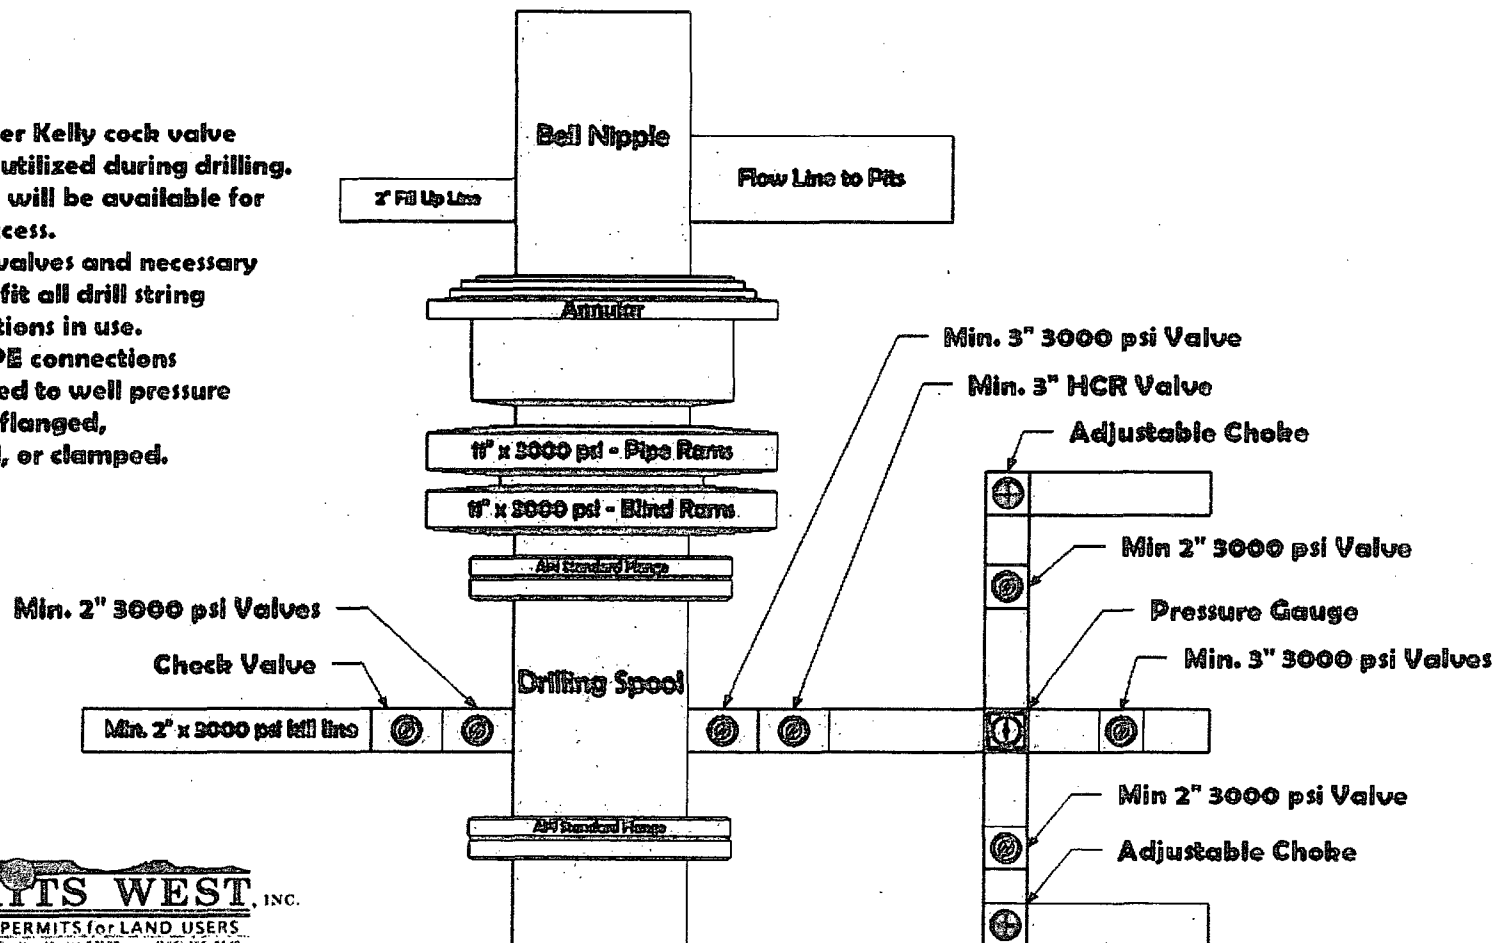 er Kelly cock valve
utilized during drilling.
will be available for
cess.
valves and necessary
fit all drill string
tions in use.
PE connections
ed to well pressure
flanged,
, or clamped.
Bell Nipple
Flow Line to Pits
2" Fill Up Line
Annular
11" x 3000 psi - Pipe Rams
11" x 3000 psi - Blind Rams
API Standard Flange
Drilling Spool
API Standard Flange
Min. 2" 3000 psi Valves
Check Valve
Min. 2" x 3000 psi kill line
Min. 3" 3000 psi Valve
Min. 3" HCR Valve
Adjustable Choke
Min 2" 3000 psi Valve
Pressure Gauge
Min. 3" 3000 psi Valves
Min 2" 3000 psi Valve
Adjustable Choke
ITS WEST, INC.
PERMITS for LAND USERS